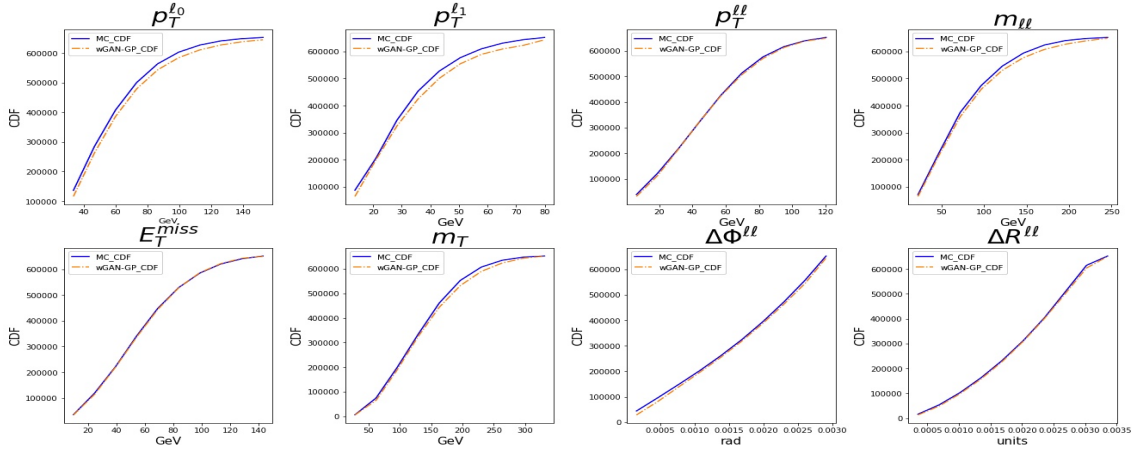 p_T^{ℓ_0}
MC_CDF
wGAN-GP_CDF
CDF
600000
500000
400000
300000
200000
100000
40 60 80 100 120 140
GeV
p_T^{ℓ_1}
MC_CDF
wGAN-GP_CDF
CDF
600000
500000
400000
300000
200000
100000
20 30 40 50 60 70 80
GeV
p_T^{ℓℓ}
MC_CDF
wGAN-GP_CDF
CDF
600000
500000
400000
300000
200000
100000
0
20 40 60 80 100 120
GeV
m_{ℓℓ}
MC_CDF
wGAN-GP_CDF
CDF
600000
500000
400000
300000
200000
100000
50 100 150 200 250
GeV
E_T^{miss}
MC_CDF
wGAN-GP_CDF
CDF
600000
500000
400000
300000
200000
100000
20 40 60 80 100 120 140
GeV
m_T
MC_CDF
wGAN-GP_CDF
CDF
600000
500000
400000
300000
200000
100000
0
50 100 150 200 250 300
GeV
ΔΦ^{ℓℓ}
MC_CDF
wGAN-GP_CDF
CDF
600000
500000
400000
300000
200000
100000
0
0.0005 0.0010 0.0015 0.0020 0.0025 0.0030
rad
ΔR^{ℓℓ}
MC_CDF
wGAN-GP_CDF
CDF
600000
500000
400000
300000
200000
100000
0.0005 0.0010 0.0015 0.0020 0.0025 0.0030 0.0035
units